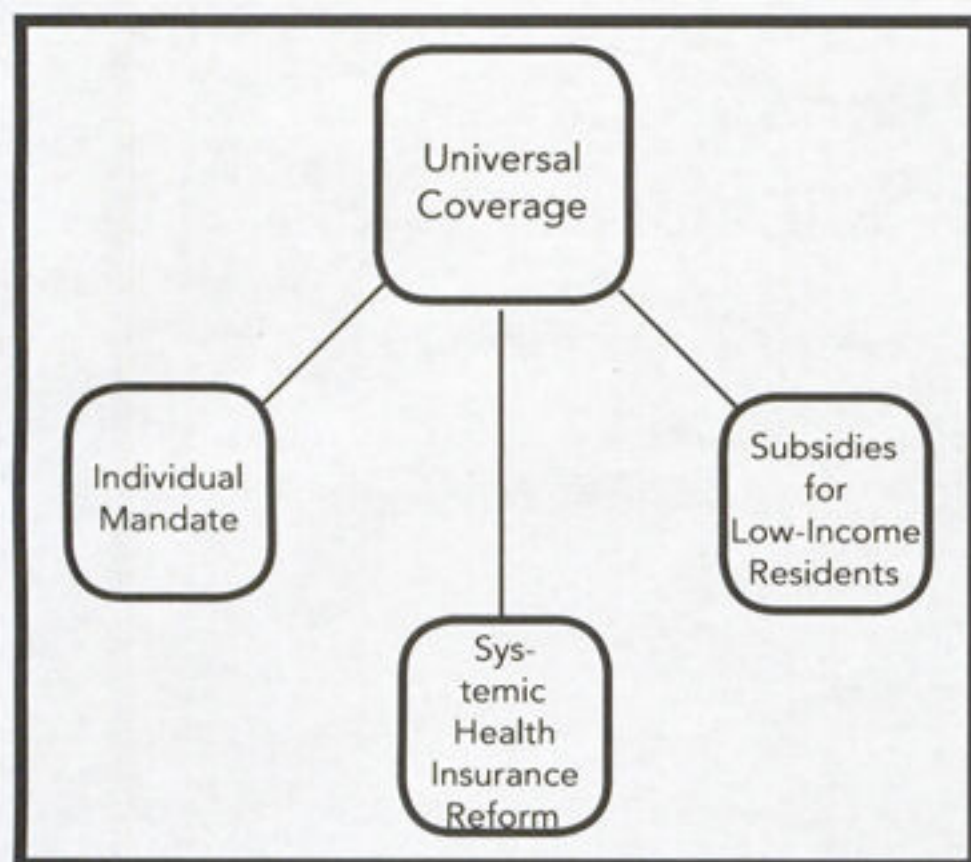 Universal
Coverage
Individual
Mandate
Subsidies
for
Low-Income
Residents
Sys-
temic
Health
Insurance
Reform